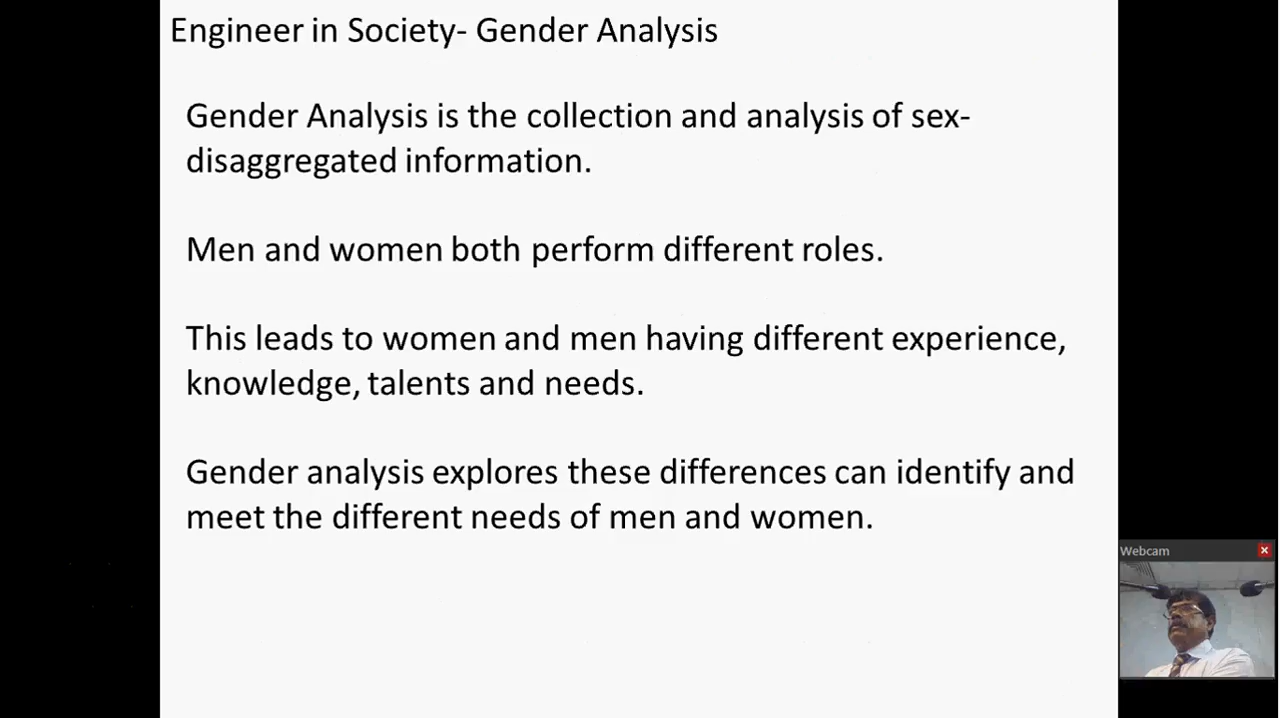 Engineer in Society- Gender Analysis
Gender Analysis is the collection and analysis of sex-
disaggregated information.
Men and women both perform different roles.
This leads to women and men having different experience,
knowledge, talents and needs.
Gender analysis explores these differences can identify and
meet the different needs of men and women.
Webcam